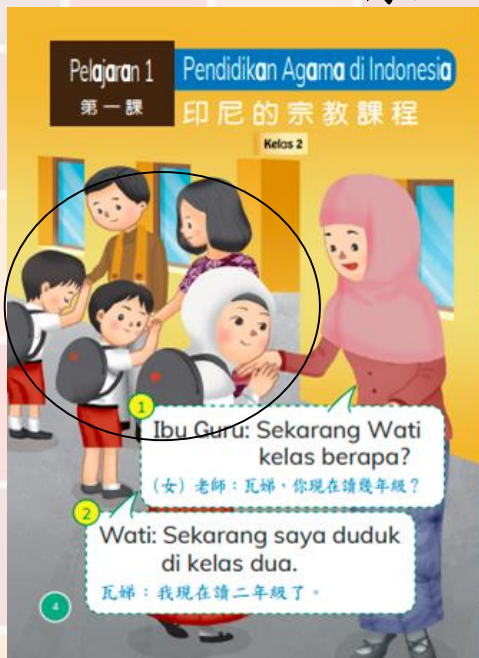 Pelajaran 1
第一課
Pendidikan Agama di Indonesia
印尼的宗教課程
Kelas 2
1
Ibu Guru: Sekarang Wati
kelas berapa?
(女)老師:瓦娣,你現在讀幾年級?
2
Wati: Sekarang saya duduk
di kelas dua.
瓦娣:我現在讀二年級了。
4